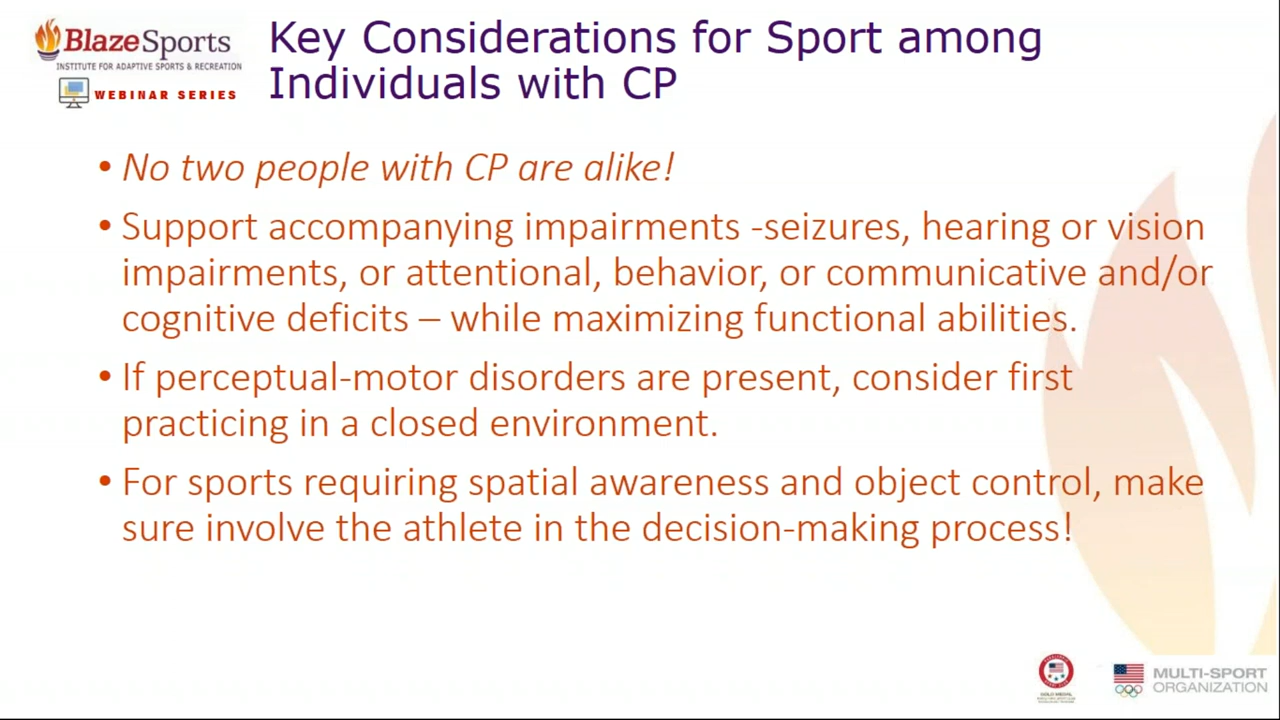 BlazeSports
INSTITUTE FOR ADAPTIVE SPORTS & RECREATION
WEBINAR SERIES
Key Considerations for Sport among
Individuals with CP
• No two people with CP are alike!
• Support accompanying impairments -seizures, hearing or vision
impairments, or attentional, behavior, or communicative and/or
cognitive deficits – while maximizing functional abilities.
• If perceptual-motor disorders are present, consider first
practicing in a closed environment.
• For sports requiring spatial awareness and object control, make
sure involve the athlete in the decision-making process!
GOLD MEDAL
MULTI-SPORT
ORGANIZATION